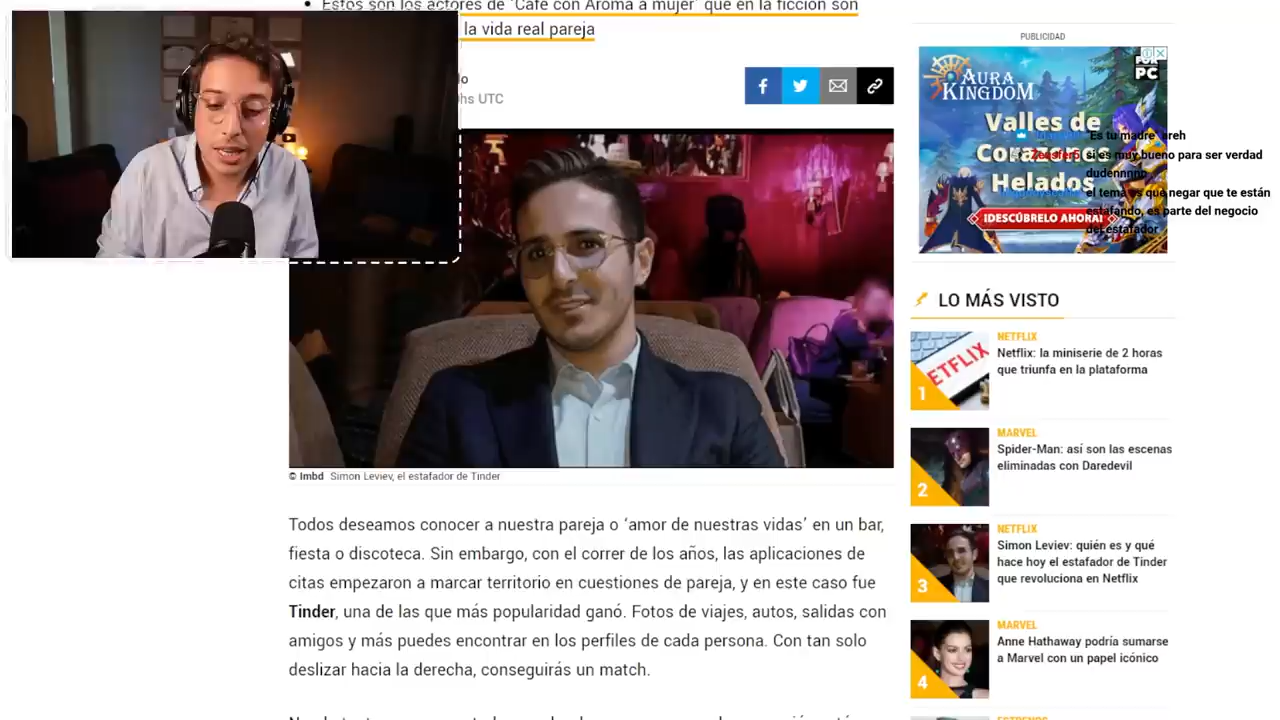 Estos son los actores de 'Café con Aroma a mujer' que en la ficción son
la vida real pareja
lo
hs UTC
© Imbd Simon Leviev, el estafador de Tinder
Todos deseamos conocer a nuestra pareja o ‘amor de nuestras vidas’ en un bar,
fiesta o discoteca. Sin embargo, con el correr de los años, las aplicaciones de
citas empezaron a marcar territorio en cuestiones de pareja, y en este caso fue
Tinder, una de las que más popularidad ganó. Fotos de viajes, autos, salidas con
amigos y más puedes encontrar en los perfiles de cada persona. Con tan solo
deslizar hacia la derecha, conseguirás un match.
PUBLICIDAD
AURA
KINGDOM
FOR
PC
Valles de
Corazones
Helados
¡DESCÚBRELO AHORA!
"Es tu madre" areh
si es muy bueno para ser verdad
dudennnno
el tema es que negar que te están
estafando, es parte del negocio
del estafador
LO MÁS VISTO
ETFLIX
1
NETFLIX
Netflix: la miniserie de 2 horas
que triunfa en la plataforma
2
MARVEL
Spider-Man: así son las escenas
eliminadas con Daredevil
3
NETFLIX
Simon Leviev: quién es y qué
hace hoy el estafador de Tinder
que revoluciona en Netflix
4
MARVEL
Anne Hathaway podría sumarse
a Marvel con un papel icónico